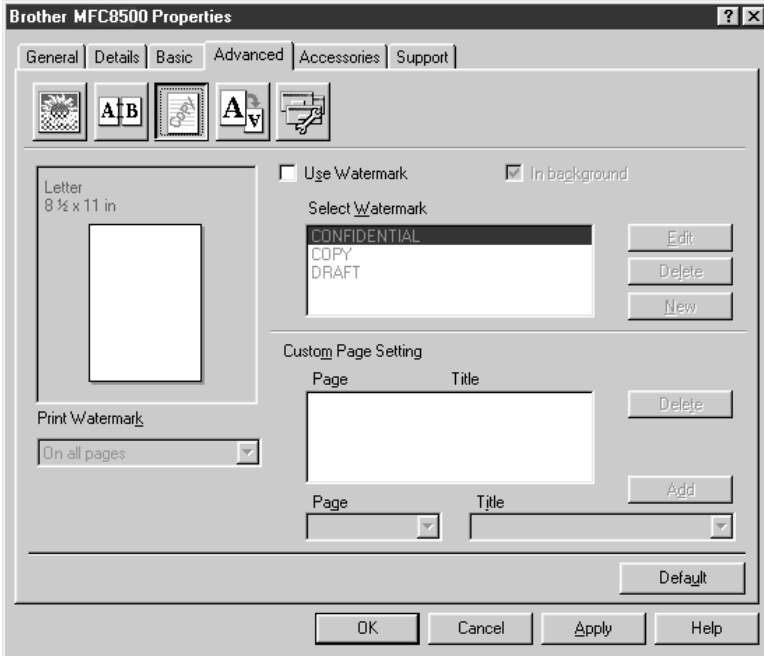 Brother MFC8500 Properties
General Details Basic Advanced Accessories Support
A B COPY A A
Letter
8 ½ x 11 in
Use Watermark In background
Select Watermark
CONFIDENTIAL
COPY
DRAFT
Edit
Delete
New
Custom Page Setting
Page Title
Delete
Print Watermark
On all pages
Add
Page Title
Default
OK Cancel Apply Help